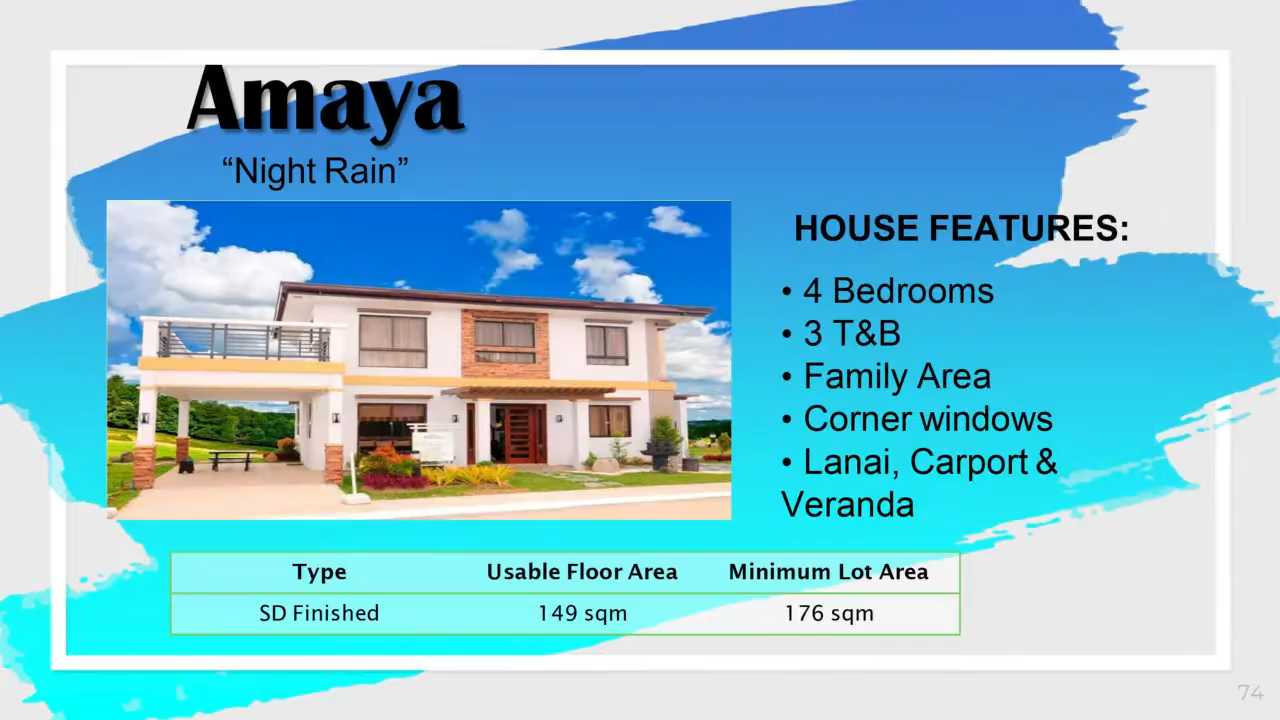 Amaya
“Night Rain”
HOUSE FEATURES:
• 4 Bedrooms
• 3 T&B
• Family Area
• Corner windows
• Lanai, Carport &
Veranda
Type Usable Floor Area Minimum Lot Area
SD Finished 149 sqm 176 sqm
74